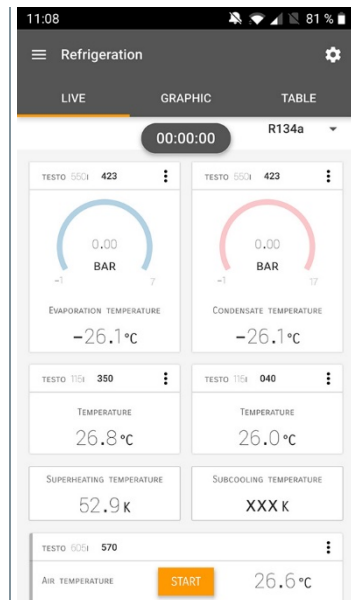 11:08 81 %
Refrigeration
LIVE GRAPHIC TABLE
00:00:00 R134a
TESTO 550I 423 TESTO 550I 423
0.00 0.00
BAR BAR
-1 7 -1 17
EVAPORATION TEMPERATURE CONDENSATE TEMPERATURE
-26.1°C -26.1°C
TESTO 115I 350 TESTO 115I 040
TEMPERATURE TEMPERATURE
26.8°C 26.0°C
SUPERHEATING TEMPERATURE SUBCOOLING TEMPERATURE
52.9 K XXX K
TESTO 605I 570
AIR TEMPERATURE START 26.6°C